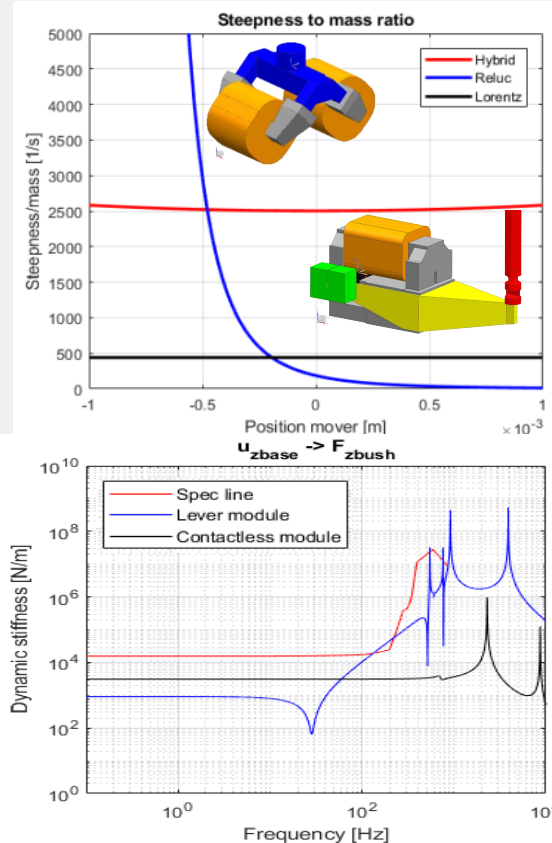 Steepness to mass ratio
Steepness/mass [1/s]
5000
4500
4000
3500
3000
2500
2000
1500
1000
500
0
Hybrid
Reluc
Lorentz
-1
-0.5
0
0.5
1
Position mover [m]
×10⁻³
u_zbase -> F_zbush
Dynamic stiffness [N/m]
10¹⁰
10⁸
10⁶
10⁴
10²
10⁰
Spec line
Lever module
Contactless module
10⁰
10²
Frequency [Hz]